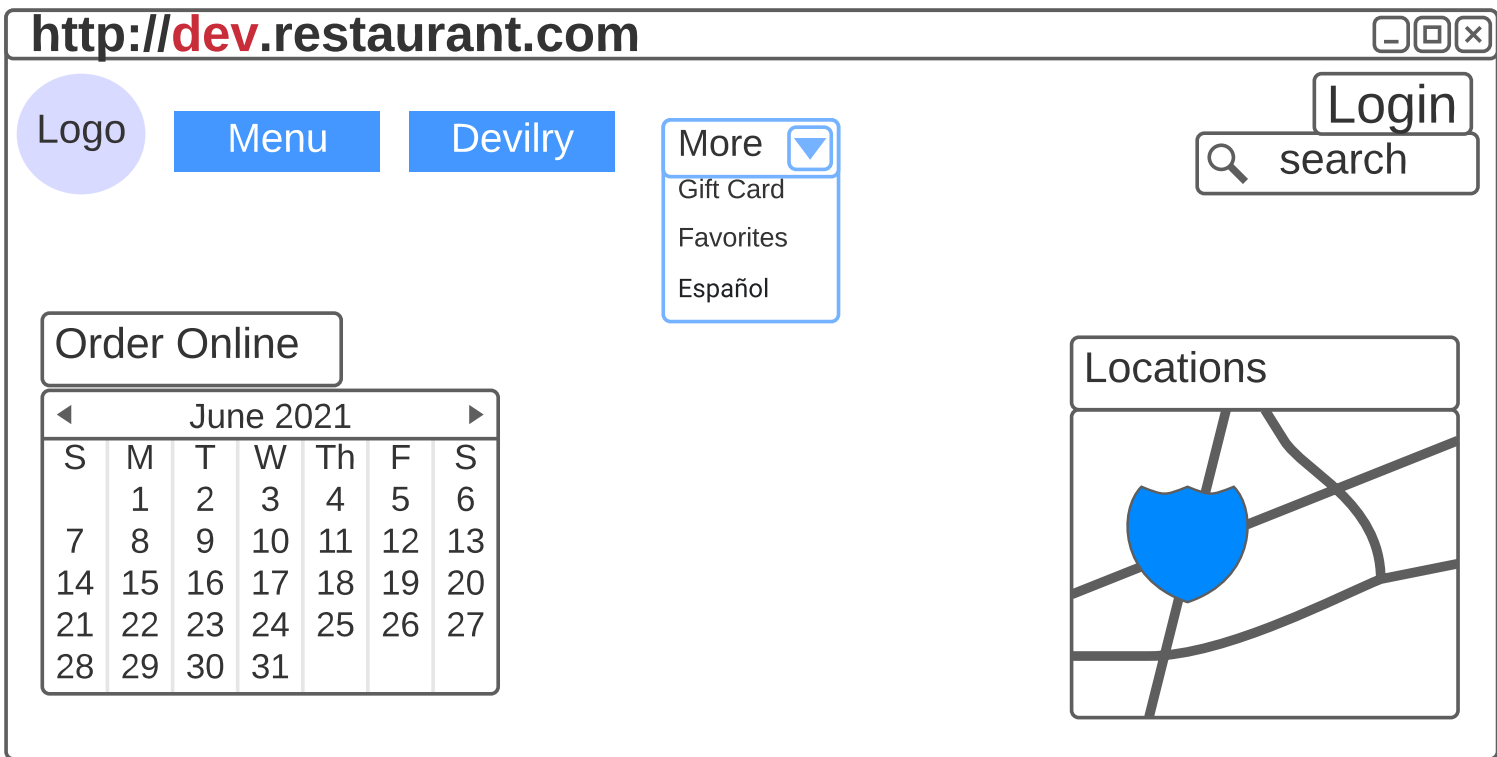 http://dev.restaurant.com
Logo
Menu
Devilry
More
Gift Card
Favorites
Español
Login
search
Order Online
June 2021
S M T W Th F S
1 2 3 4 5 6
7 8 9 10 11 12 13
14 15 16 17 18 19 20
21 22 23 24 25 26 27
28 29 30 31
Locations